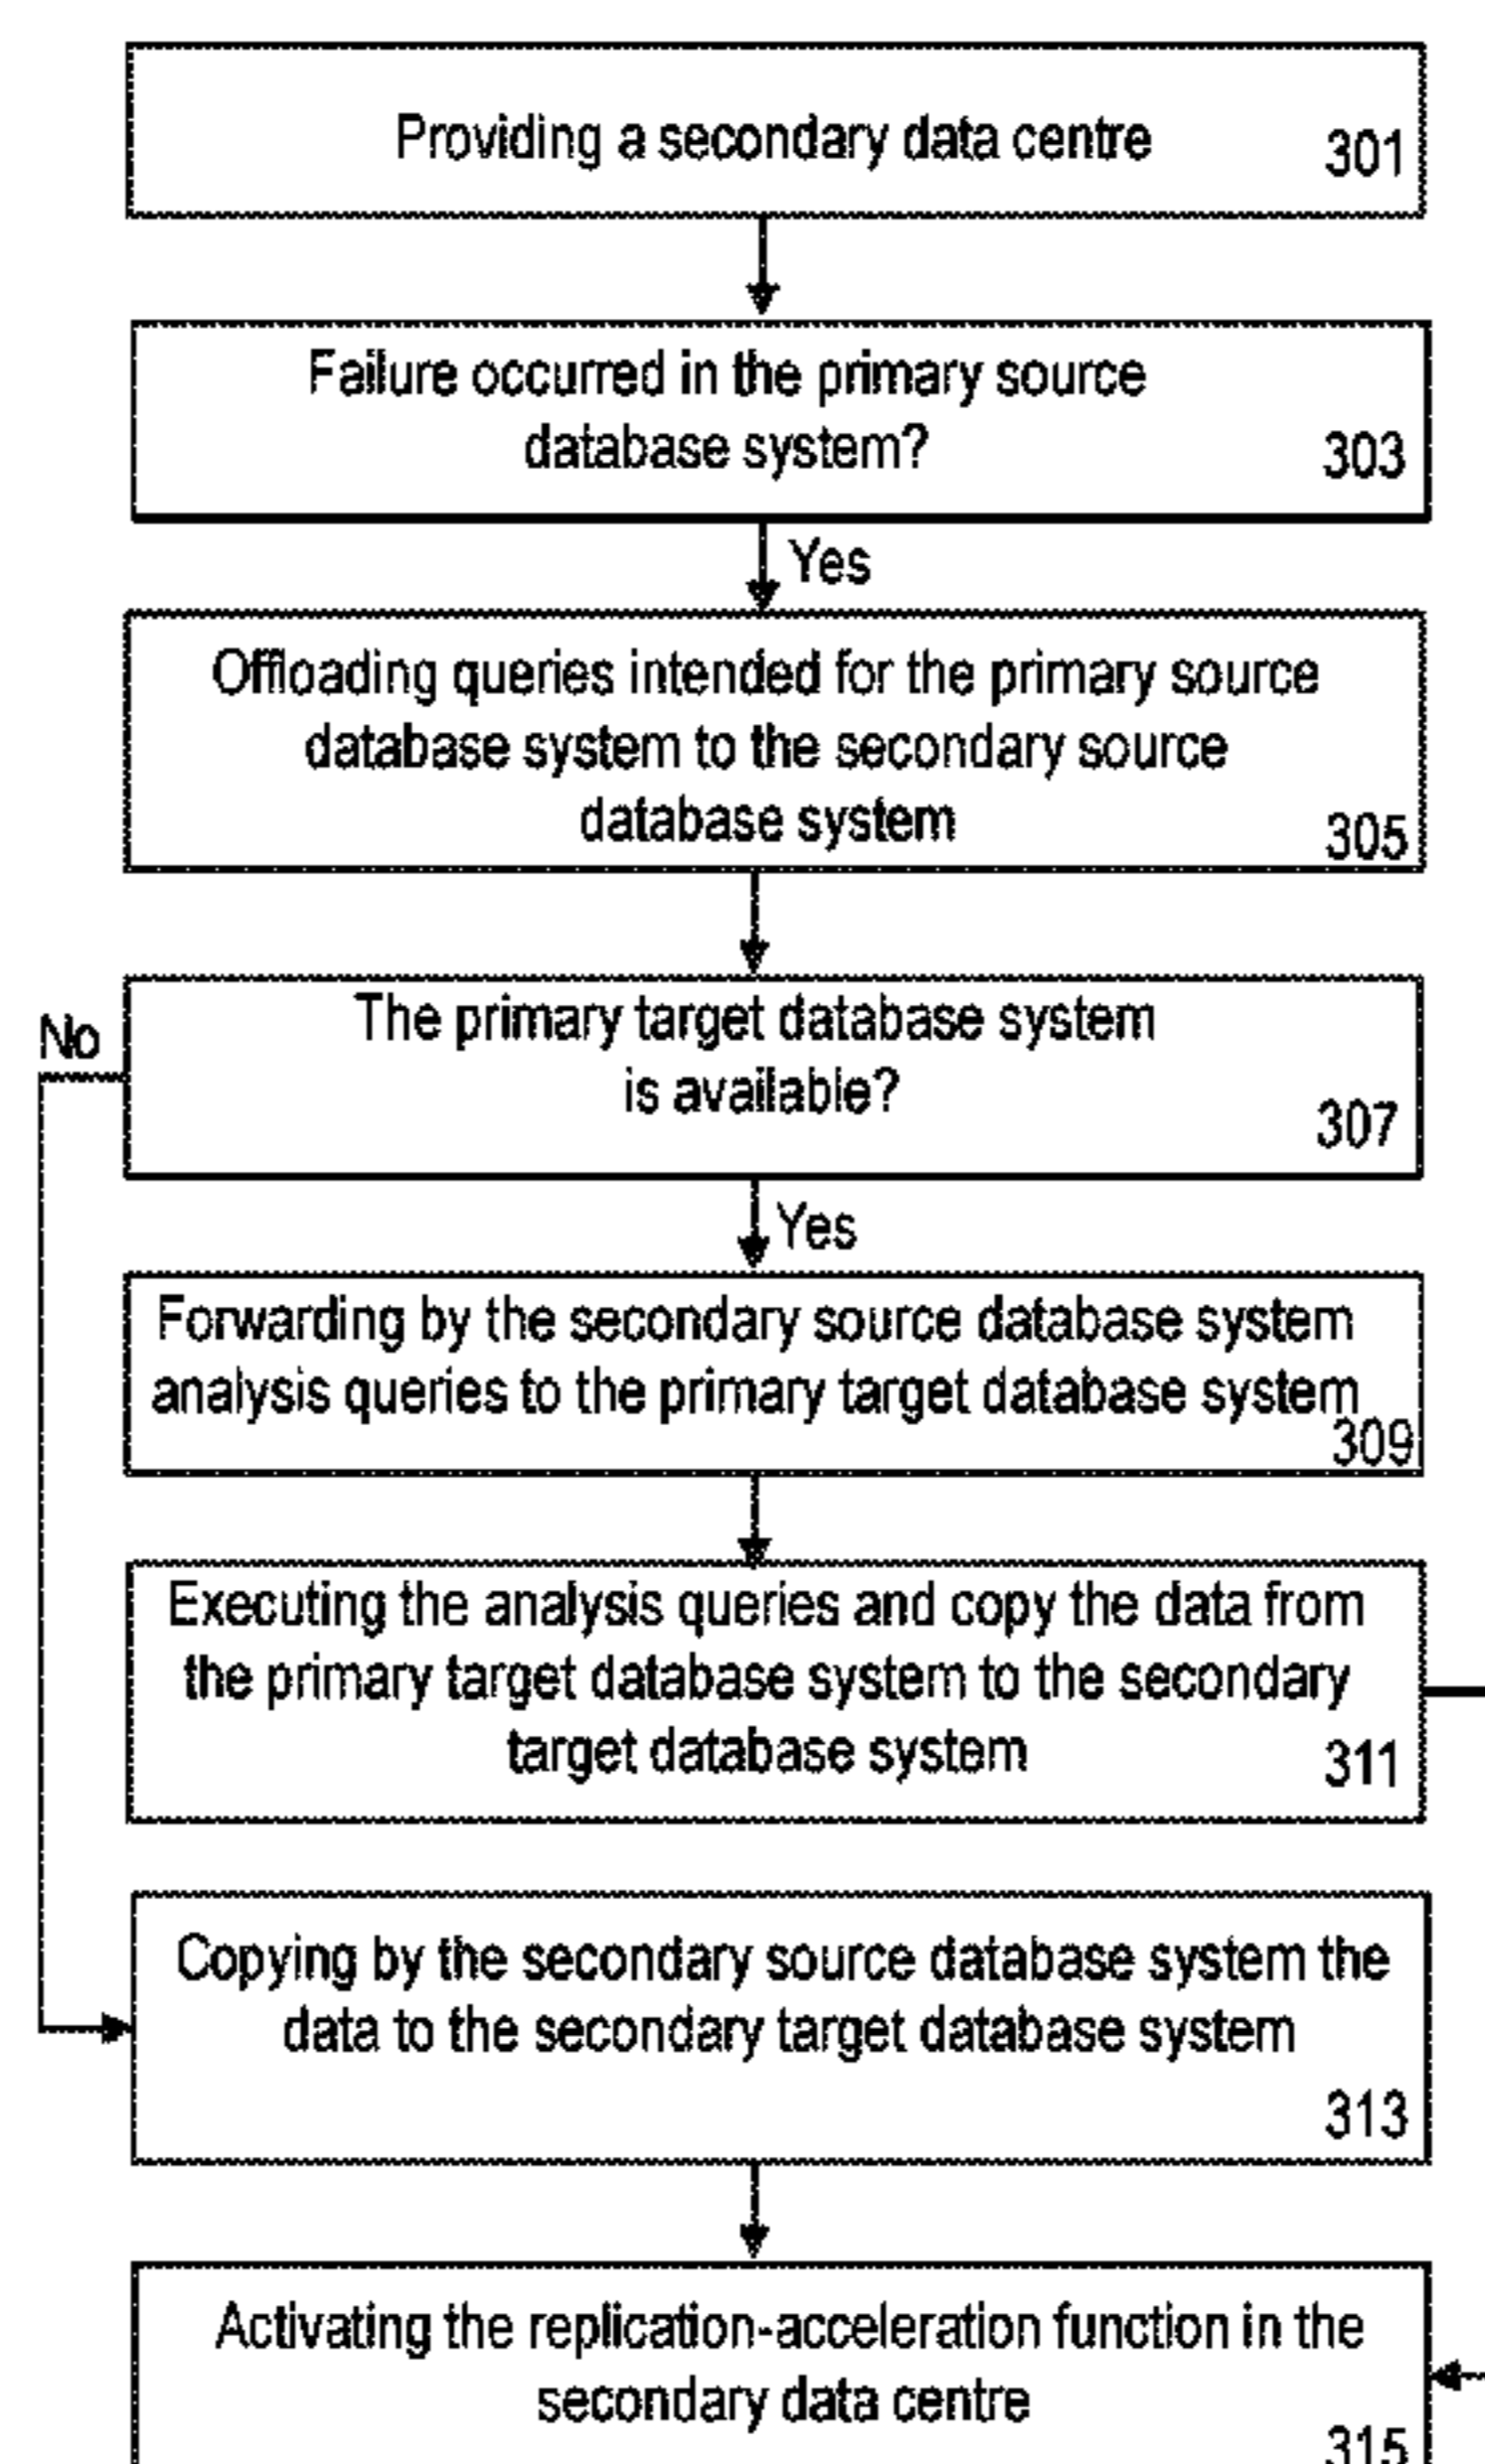 Providing a secondary data centre
301
Failure occurred in the primary source
database system?
303
Yes
Offloading queries intended for the primary source
database system to the secondary source
database system
305
No
The primary target database system
is available?
307
Yes
Forwarding by the secondary source database system
analysis queries to the primary target database system
309
Executing the analysis queries and copy the data from
the primary target database system to the secondary
target database system
311
Copying by the secondary source database system the
data to the secondary target database system
313
Activating the replication-acceleration function in the
secondary data centre
315